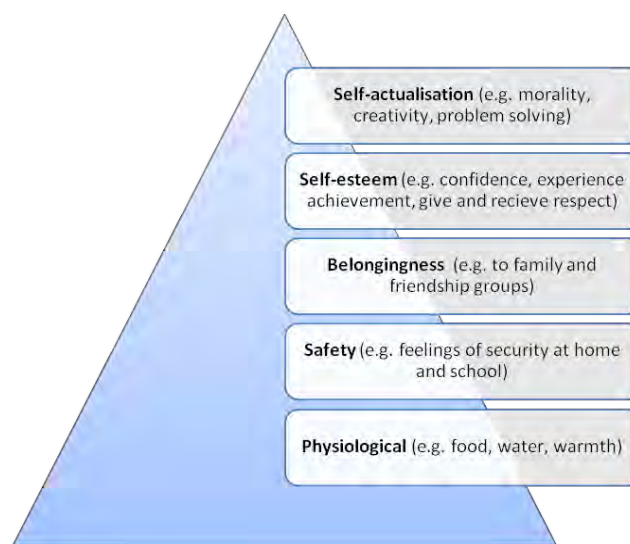 Self-actualisation (e.g. morality,
creativity, problem solving)
Self-esteem (e.g. confidence, experience
achievement, give and recieve respect)
Belongingness (e.g. to family and
friendship groups)
Safety (e.g. feelings of security at home
and school)
Physiological (e.g. food, water, warmth)